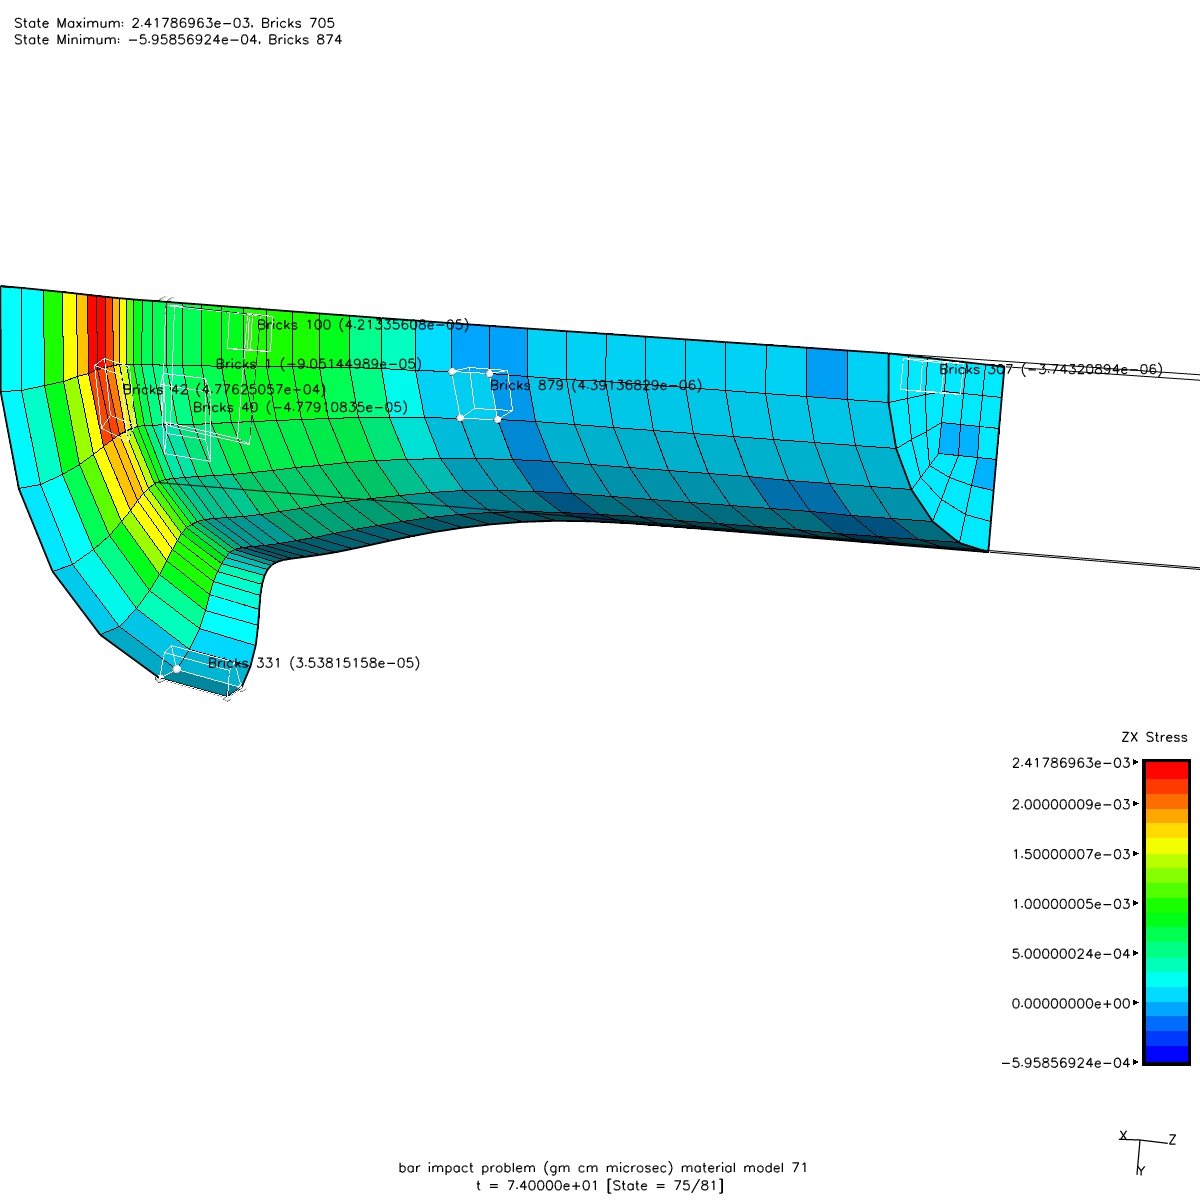 State Maximum: 2.41786963e-03, Bricks 705
State Minimum: -5.95856924e-04, Bricks 874
Bricks 100 (4.21335608e-05)
Bricks 1 (-9.05144989e-05)
Bricks 307 (-3.74320894e-06)
Bricks 879 (4.39136829e-06)
Bricks 42 (4.77625057e-04)
Bricks 40 (-4.77910835e-05)
Bricks 331 (3.53815158e-05)
ZX Stress
2.41786963e-03
2.00000009e-03
1.50000007e-03
1.00000005e-03
5.00000024e-04
0.00000000e+00
-5.95856924e-04
X
Z
Y
bar impact problem (gm cm microsec) material model 71
t = 7.40000e+01 [State = 75/81]